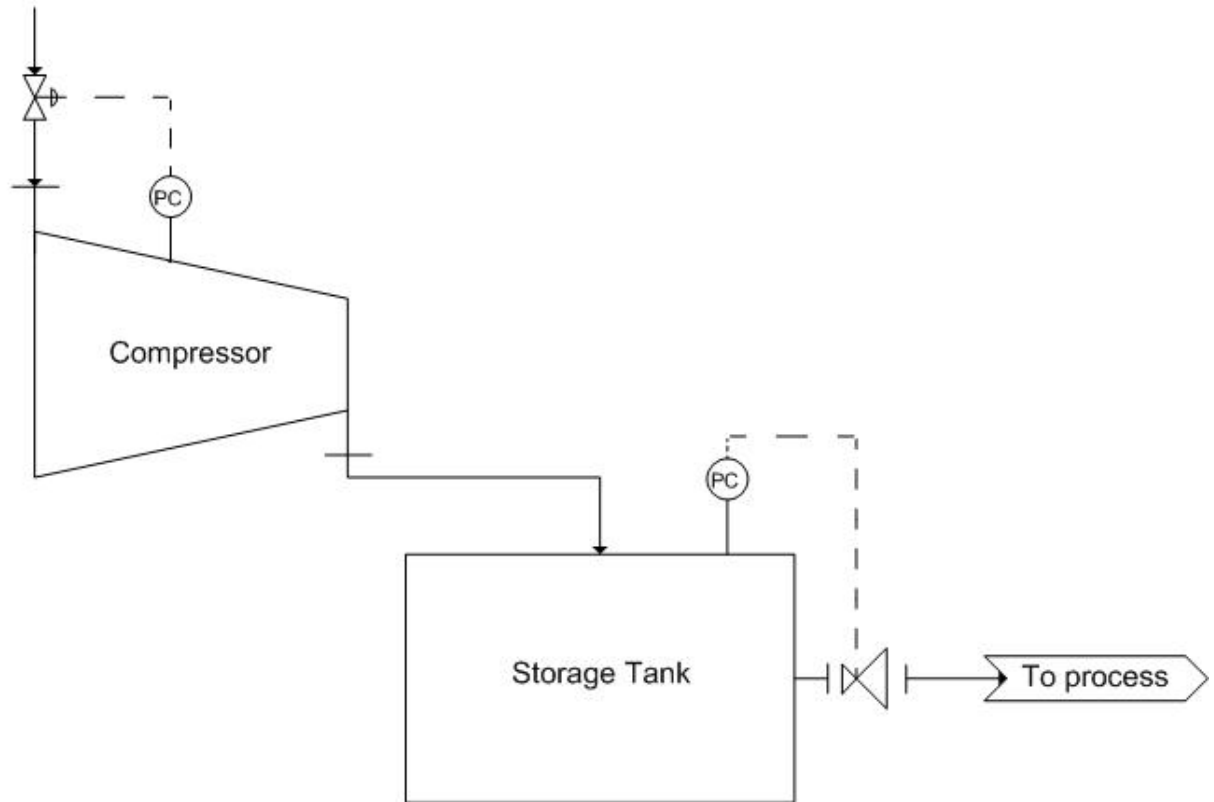 PC
Compressor
PC
Storage Tank
To process